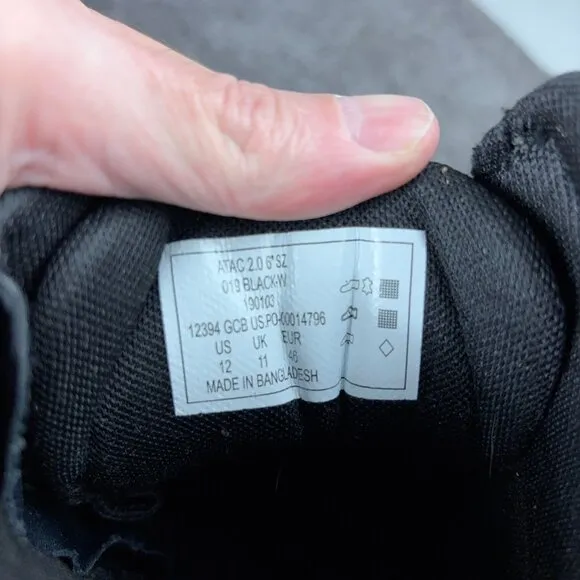 ATAC 2.0 6" SZ
019 BLACK-W
190103
12394 GCB US.PO-00014796
US UK EUR
12 11 46
MADE IN BANGLADESH